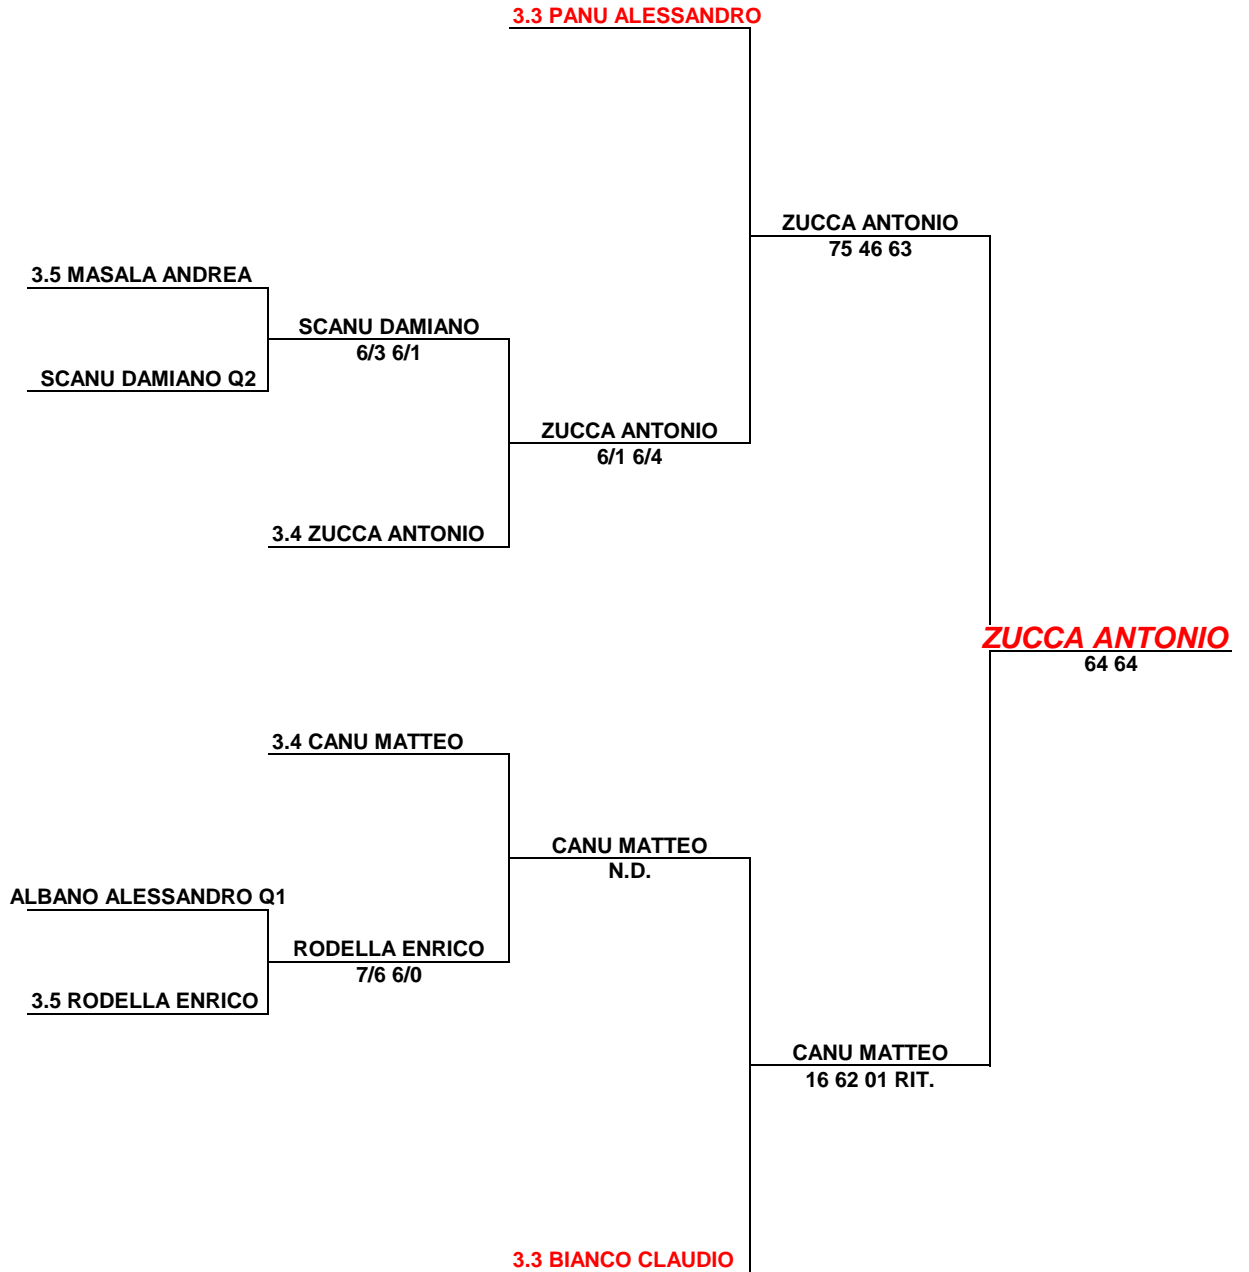 3.3 PANU ALESSANDRO
ZUCCA ANTONIO
75 46 63
3.5 MASALA ANDREA
SCANU DAMIANO
6/3 6/1
SCANU DAMIANO Q2
ZUCCA ANTONIO
6/1 6/4
3.4 ZUCCA ANTONIO
ZUCCA ANTONIO
64 64
3.4 CANU MATTEO
CANU MATTEO
N.D.
ALBANO ALESSANDRO Q1
RODELLA ENRICO
7/6 6/0
3.5 RODELLA ENRICO
CANU MATTEO
16 62 01 RIT.
3.3 BIANCO CLAUDIO